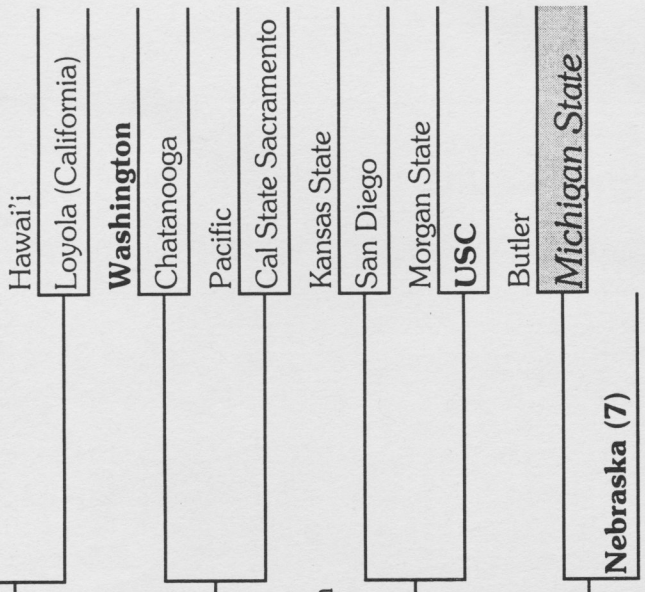 Hawai'i
Loyola (California)
Washington
Chatanooga
Pacific
Cal State Sacramento
Kansas State
San Diego
Morgan State
USC
Butler
Michigan State
Nebraska (7)